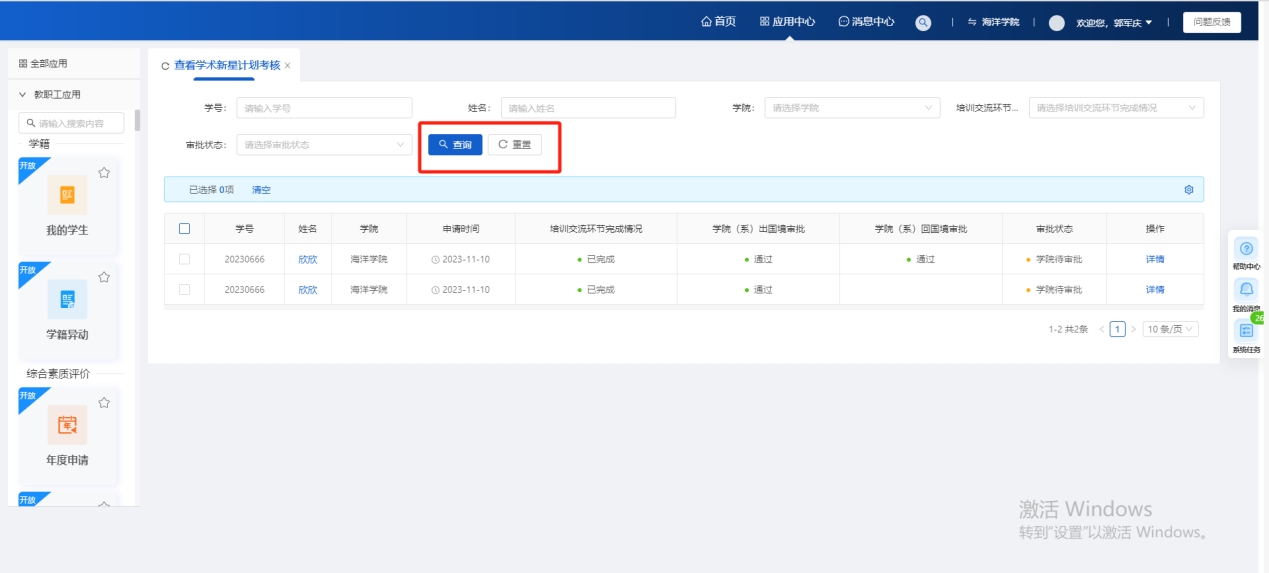 首页 应用中心 消息中心 海洋学院 欢迎您，郭军庆 问题反馈
全部应用
教职工应用
请输入搜索内容
学籍
开放
我的学生
开放
学籍异动
综合素质评价
开放
年度申请
开放
查看学术新星计划考核 ×
学号： 请输入学号 姓名： 请输入姓名 学院： 请选择学院 培训交流环节... 请选择培训交流环节完成情况
审批状态： 请选择审批状态 查询 重置
已选择 0项 清空
学号 姓名 学院 申请时间 培训交流环节完成情况 学院（系）出国境审批 学院（系）回国境审批 审批状态 操作
20230666 欣欣 海洋学院 2023-11-10 已完成 通过 通过 学院待审批 详情
20230666 欣欣 海洋学院 2023-11-10 已完成 通过 学院待审批 详情
1-2 共2条 < 1 > 10 条/页
帮助中心
我的消息
26
系统任务
激活 Windows
转到"设置"以激活 Windows。